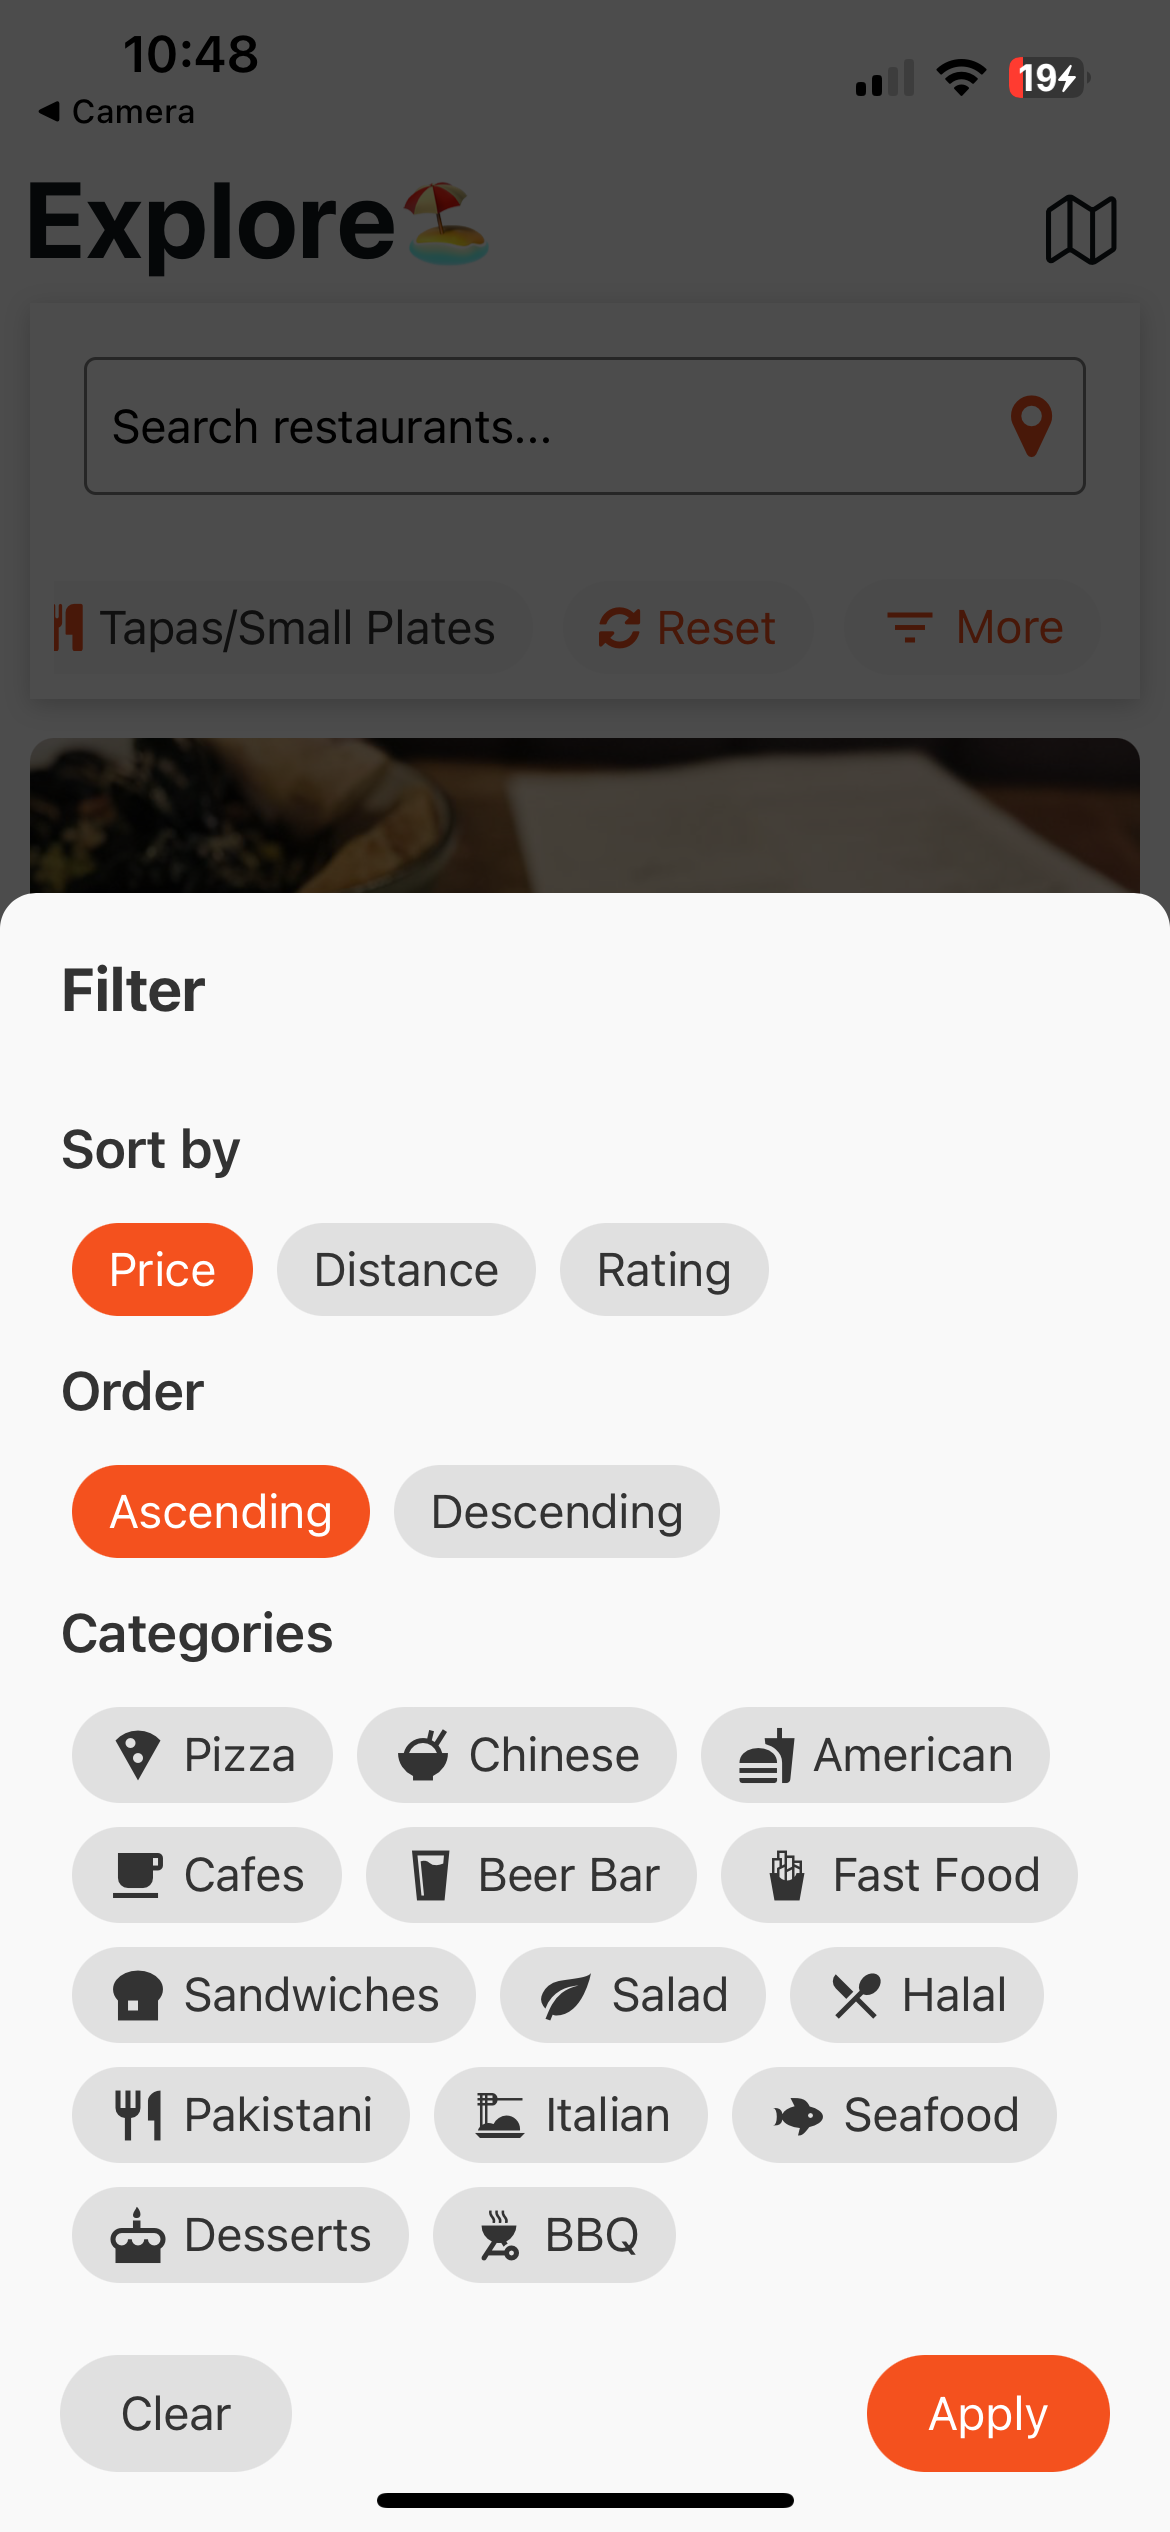 10:48
19
◀ Camera
Explore
Search restaurants...
Tapas/Small Plates Reset More
Filter
Sort by
Price Distance Rating
Order
Ascending Descending
Categories
Pizza Chinese American
Cafes Beer Bar Fast Food
Sandwiches Salad Halal
Pakistani Italian Seafood
Desserts BBQ
Clear Apply